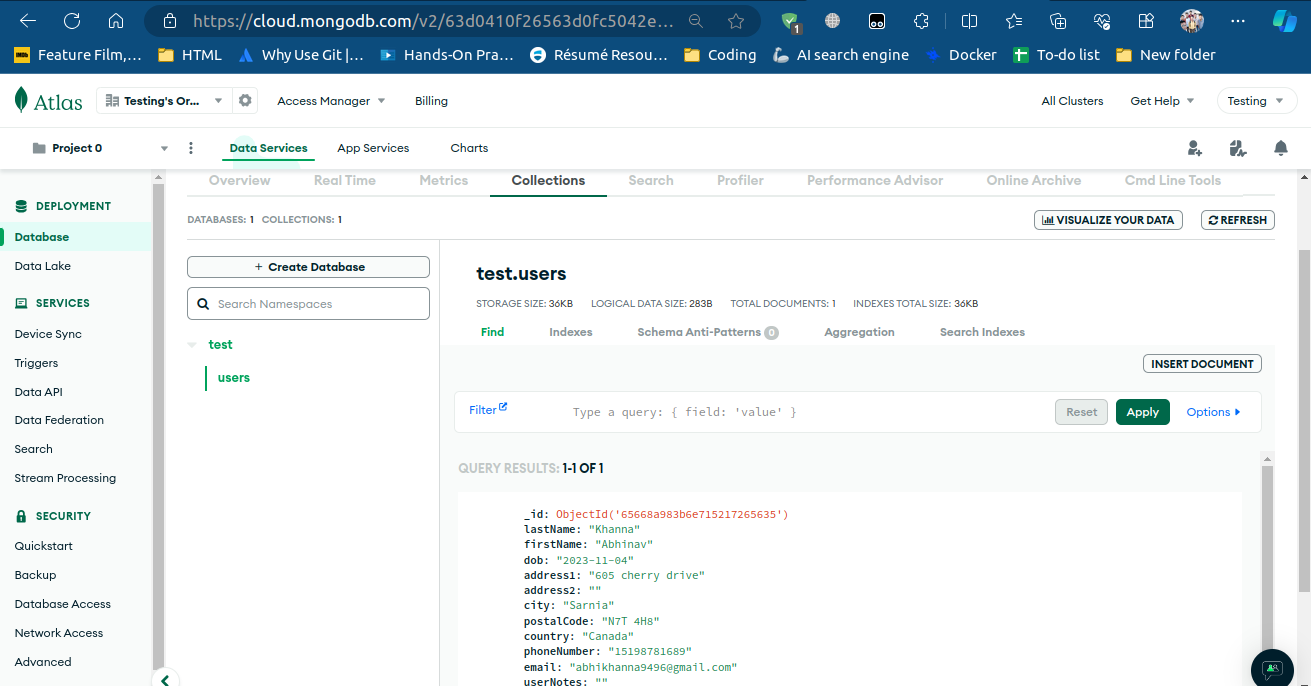 https://cloud.mongodb.com/v2/63d0410f26563d0fc5042e...
1
Feature Film,... HTML Why Use Git |... Hands-On Pra... Résumé Resou... Coding AI search engine Docker To-do list New folder
Atlas Testing's Or... Access Manager Billing All Clusters Get Help Testing
Project 0 Data Services App Services Charts
Overview Real Time Metrics Collections Search Profiler Performance Advisor Online Archive Cmd Line Tools
DEPLOYMENT
Database
Data Lake
SERVICES
Device Sync
Triggers
Data API
Data Federation
Search
Stream Processing
SECURITY
Quickstart
Backup
Database Access
Network Access
Advanced
DATABASES: 1 COLLECTIONS: 1
VISUALIZE YOUR DATA REFRESH
+ Create Database
Search Namespaces
test
users
test.users
STORAGE SIZE: 36KB LOGICAL DATA SIZE: 283B TOTAL DOCUMENTS: 1 INDEXES TOTAL SIZE: 36KB
Find Indexes Schema Anti-Patterns 0 Aggregation Search Indexes
INSERT DOCUMENT
Filter Type a query: { field: 'value' } Reset Apply Options
QUERY RESULTS: 1-1 OF 1
_id: ObjectId('65668a983b6e715217265635')
lastName: "Khanna"
firstName: "Abhinav"
dob: "2023-11-04"
address1: "605 cherry drive"
address2: ""
city: "Sarnia"
postalCode: "N7T 4H8"
country: "Canada"
phoneNumber: "15198781689"
email: "abhikhanna9496@gmail.com"
userNotes: ""